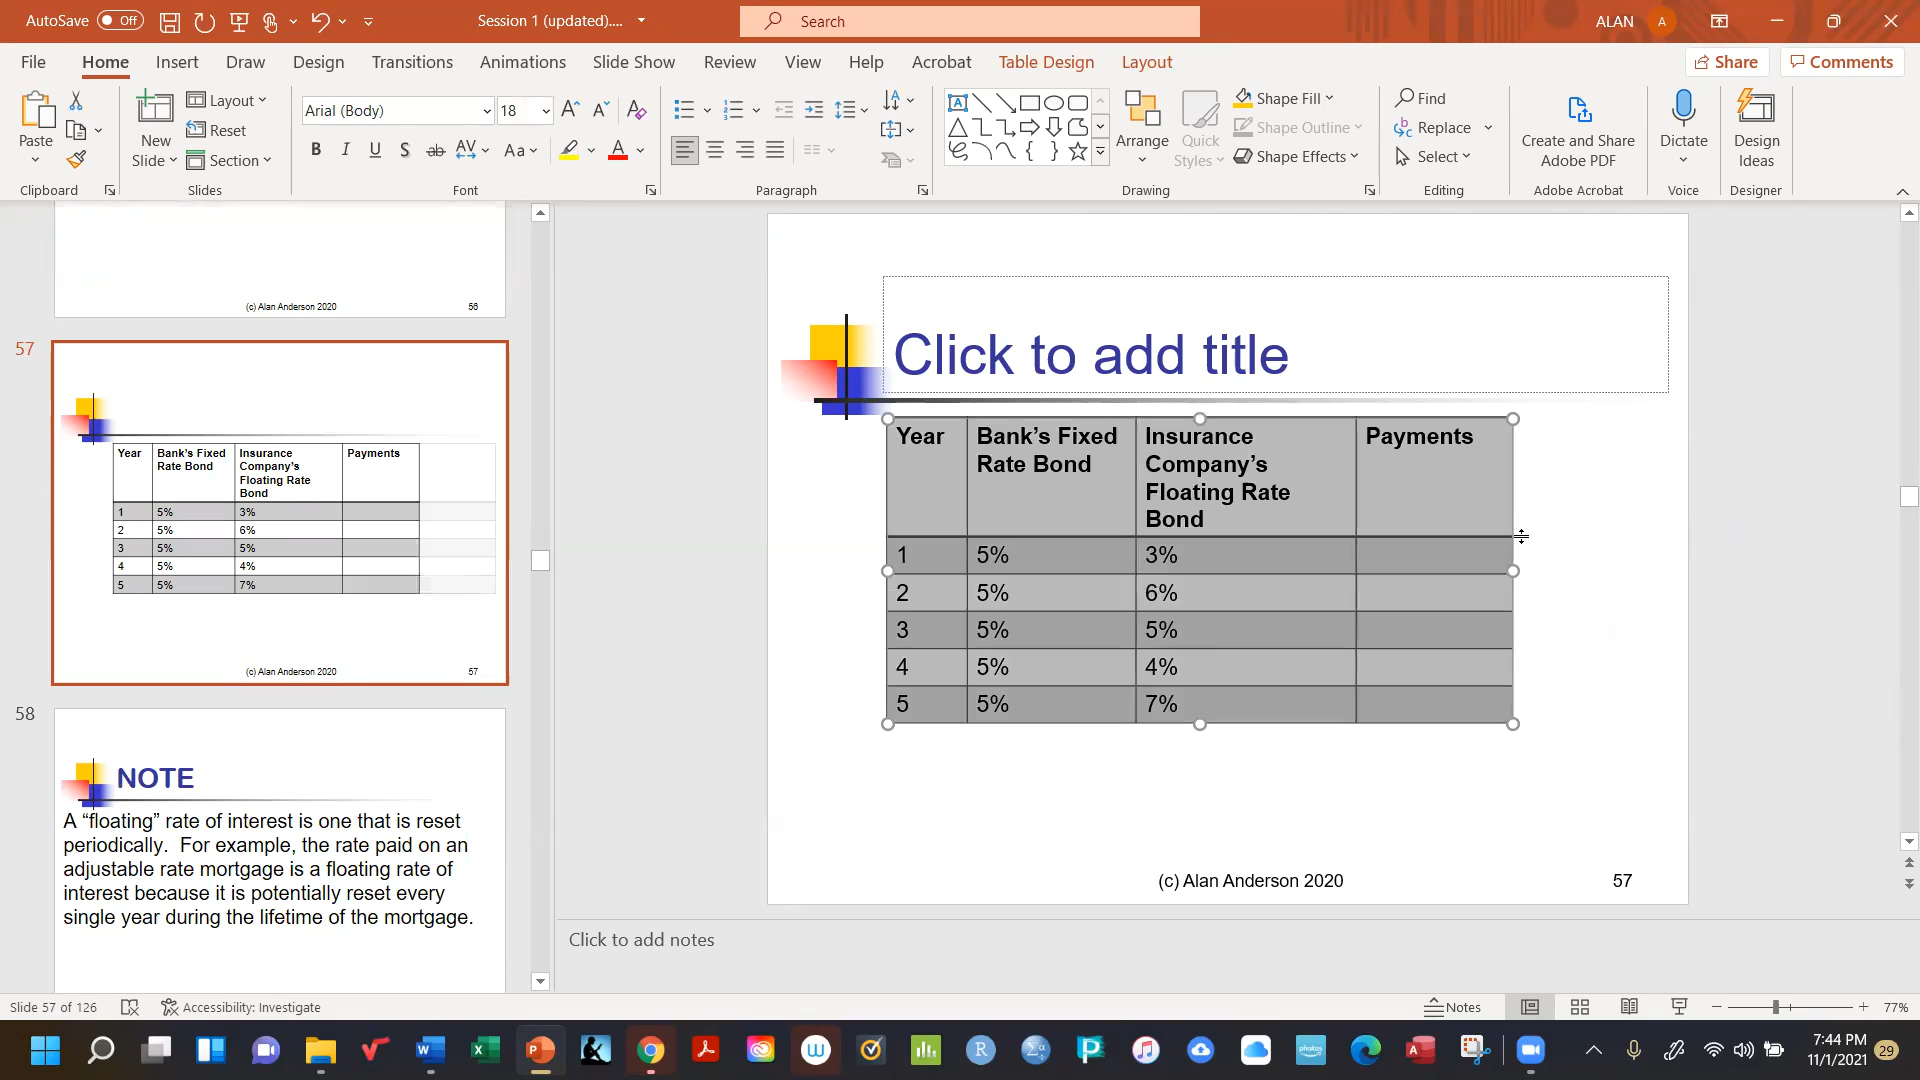 AutoSave Off
Session 1 (updated)....
Search
ALAN A
File Home Insert Draw Design Transitions Animations Slide Show Review View Help Acrobat Table Design Layout
Share Comments
Paste
Clipboard
New
Slide
Layout
Reset
Section
Slides
Arial (Body) 18
Font
Paragraph
Arrange
Quick
Styles
Shape Fill
Shape Outline
Shape Effects
Drawing
Find
Replace
Select
Editing
Create and Share
Adobe PDF
Adobe Acrobat
Dictate
Voice
Design
Ideas
Designer
(c) Alan Anderson 2020 56
57
Year Bank’s Fixed Rate Bond Insurance Company’s Floating Rate Bond Payments
1 5% 3%
2 5% 6%
3 5% 5%
4 5% 4%
5 5% 7%
(c) Alan Anderson 2020 57
58
NOTE
A “floating” rate of interest is one that is reset
periodically. For example, the rate paid on an
adjustable rate mortgage is a floating rate of
interest because it is potentially reset every
single year during the lifetime of the mortgage.
Click to add title
Year Bank’s Fixed Rate Bond Insurance Company’s Floating Rate Bond Payments
1 5% 3%
2 5% 6%
3 5% 5%
4 5% 4%
5 5% 7%
(c) Alan Anderson 2020 57
Click to add notes
Slide 57 of 126 Accessibility: Investigate
Notes
77%
7:44 PM
11/1/2021
29